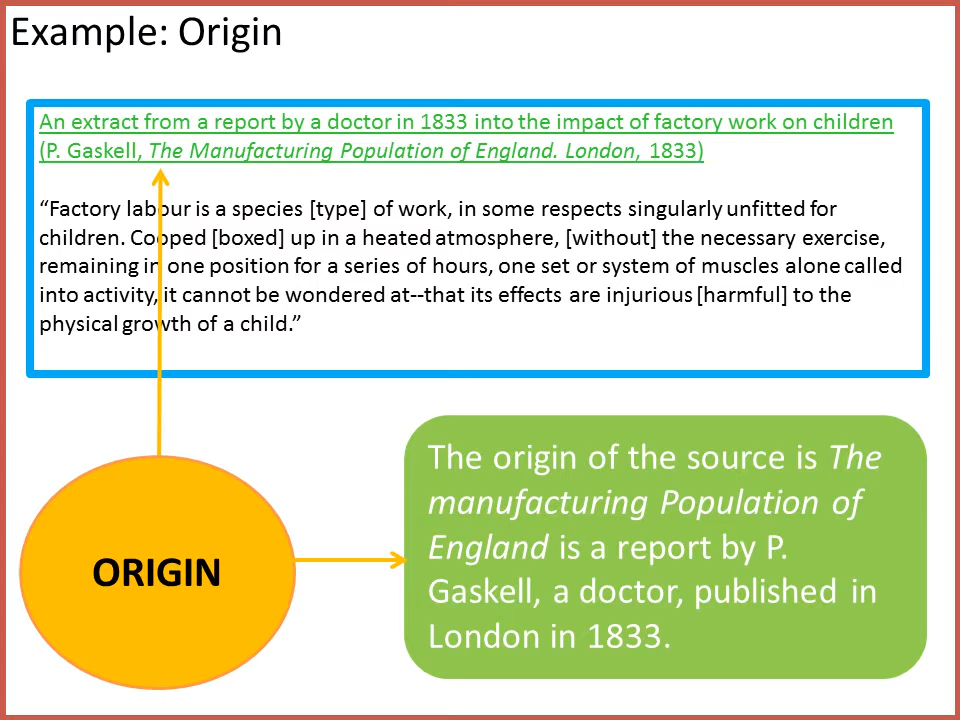 Example: Origin
An extract from a report by a doctor in 1833 into the impact of factory work on children
(P. Gaskell, The Manufacturing Population of England. London, 1833)
“Factory labour is a species [type] of work, in some respects singularly unfitted for
children. Cooped [boxed] up in a heated atmosphere, [without] the necessary exercise,
remaining in one position for a series of hours, one set or system of muscles alone called
into activity, it cannot be wondered at--that its effects are injurious [harmful] to the
physical growth of a child.”
ORIGIN
The origin of the source is The
manufacturing Population of
England is a report by P.
Gaskell, a doctor, published in
London in 1833.